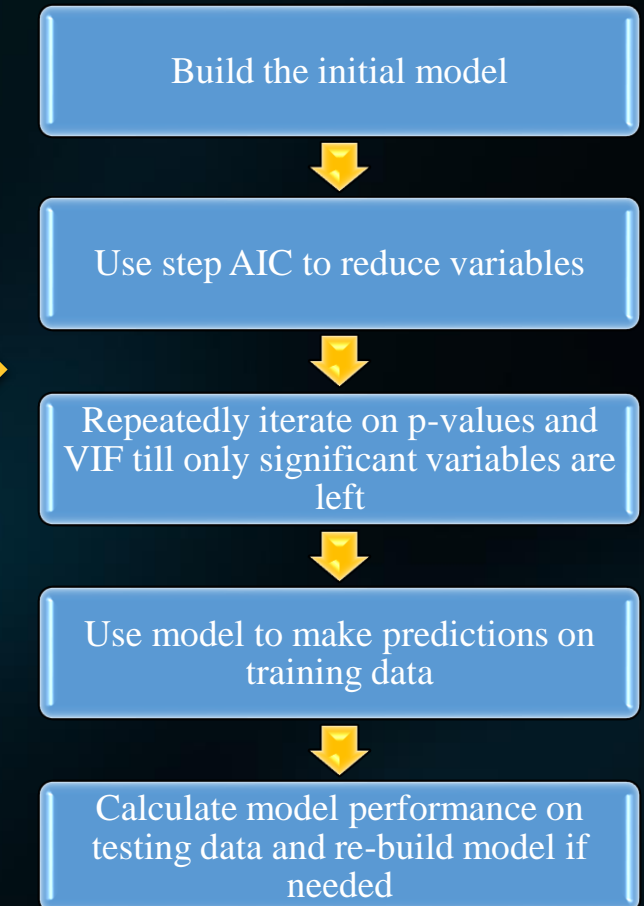 Build the initial model
Use step AIC to reduce variables
Repeatedly iterate on p-values and
VIF till only significant variables are
left
Use model to make predictions on
training data
Calculate model performance on
testing data and re-build model if
needed